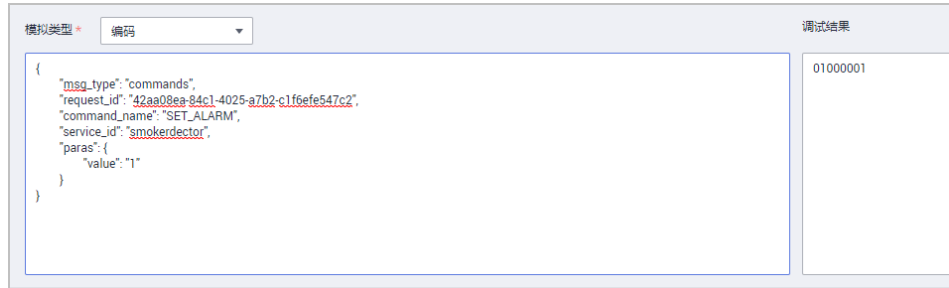 模拟类型 * 编码
调试结果
{
"msg_type": "commands",
"request_id": "42aa08ea-84c1-4025-a7b2-c1f6efe547c2",
"command_name": "SET_ALARM",
"service_id": "smokerdector",
"paras": {
"value": "1"
}
}
01000001